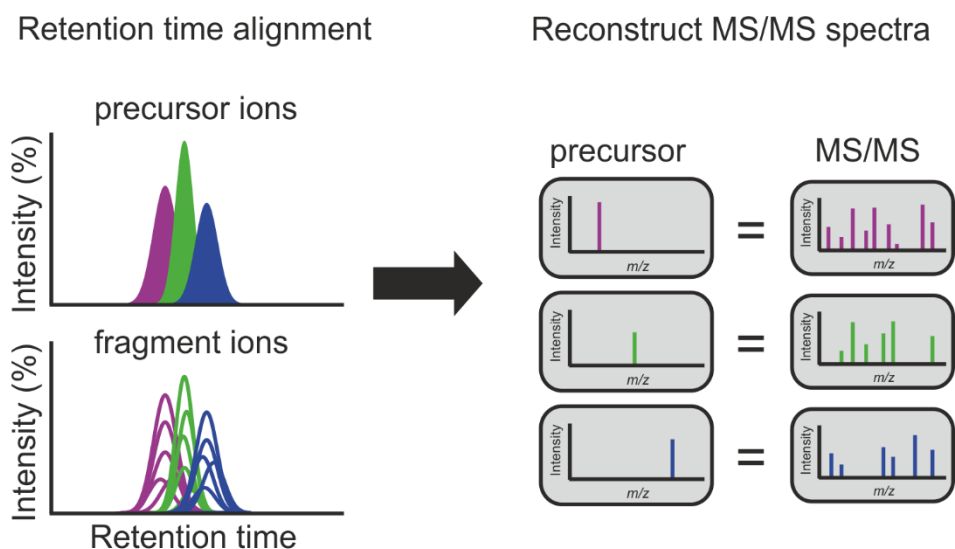 Retention time alignment
precursor ions
Intensity (%)
fragment ions
Intensity (%)
Retention time
Reconstruct MS/MS spectra
precursor
MS/MS
Intensity
m/z
=
Intensity
m/z
Intensity
m/z
=
Intensity
m/z
Intensity
m/z
=
Intensity
m/z